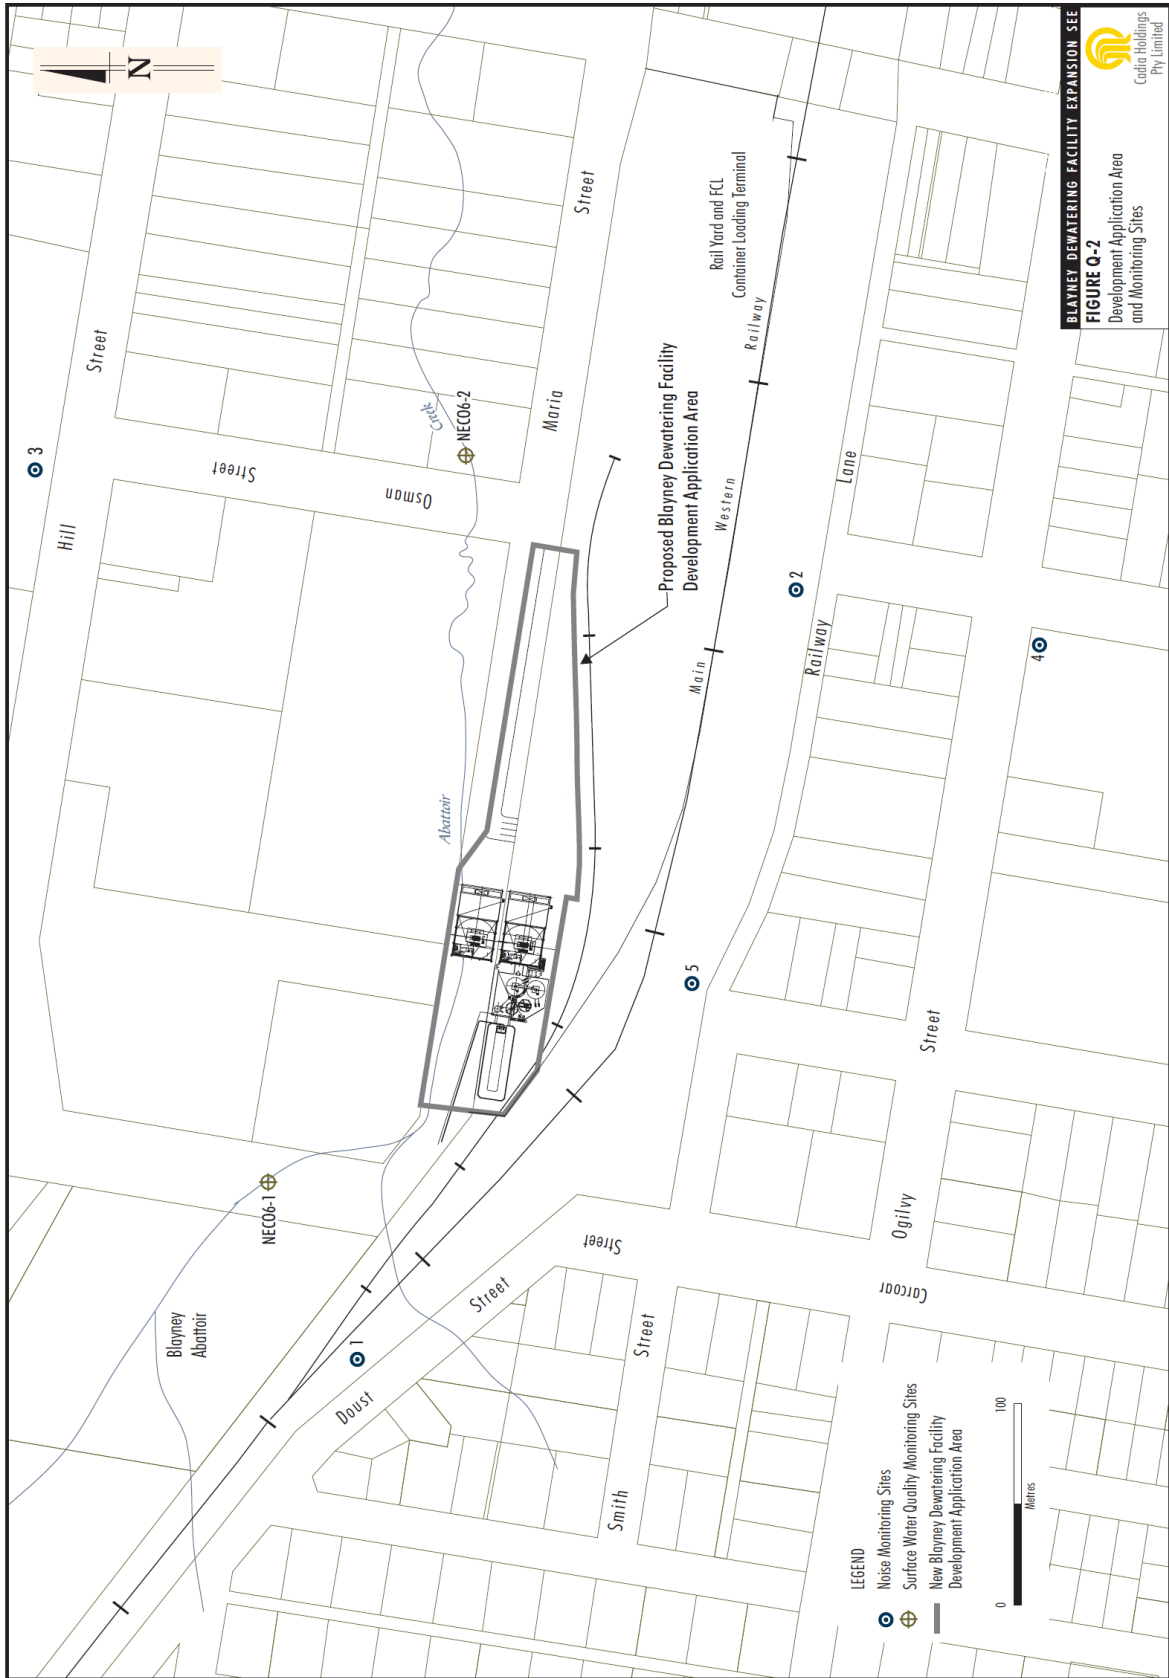 N
3
Hill
Street
Osman
Street
Creek
NEC06-2
Maria
Street
Abattoir
Rail Yard and FCL
Container Loading Terminal
Proposed Blayney Dewatering Facility
Development Application Area
Main
Western
Railway
NEC06-1
Blayney
Abattoir
1
5
2
4
Railway
Lane
Doust
Street
Carcoar
Street
Smith
Street
Ogilvy
Street
LEGEND
Noise Monitoring Sites
Surface Water Quality Monitoring Sites
New Blayney Dewatering Facility
Development Application Area
0
100
Metres
BLAYNEY DEWATERING FACILITY EXPANSION SEE
FIGURE Q-2
Development Application Area
and Monitoring Sites
Cadia Holdings
Pty Limited